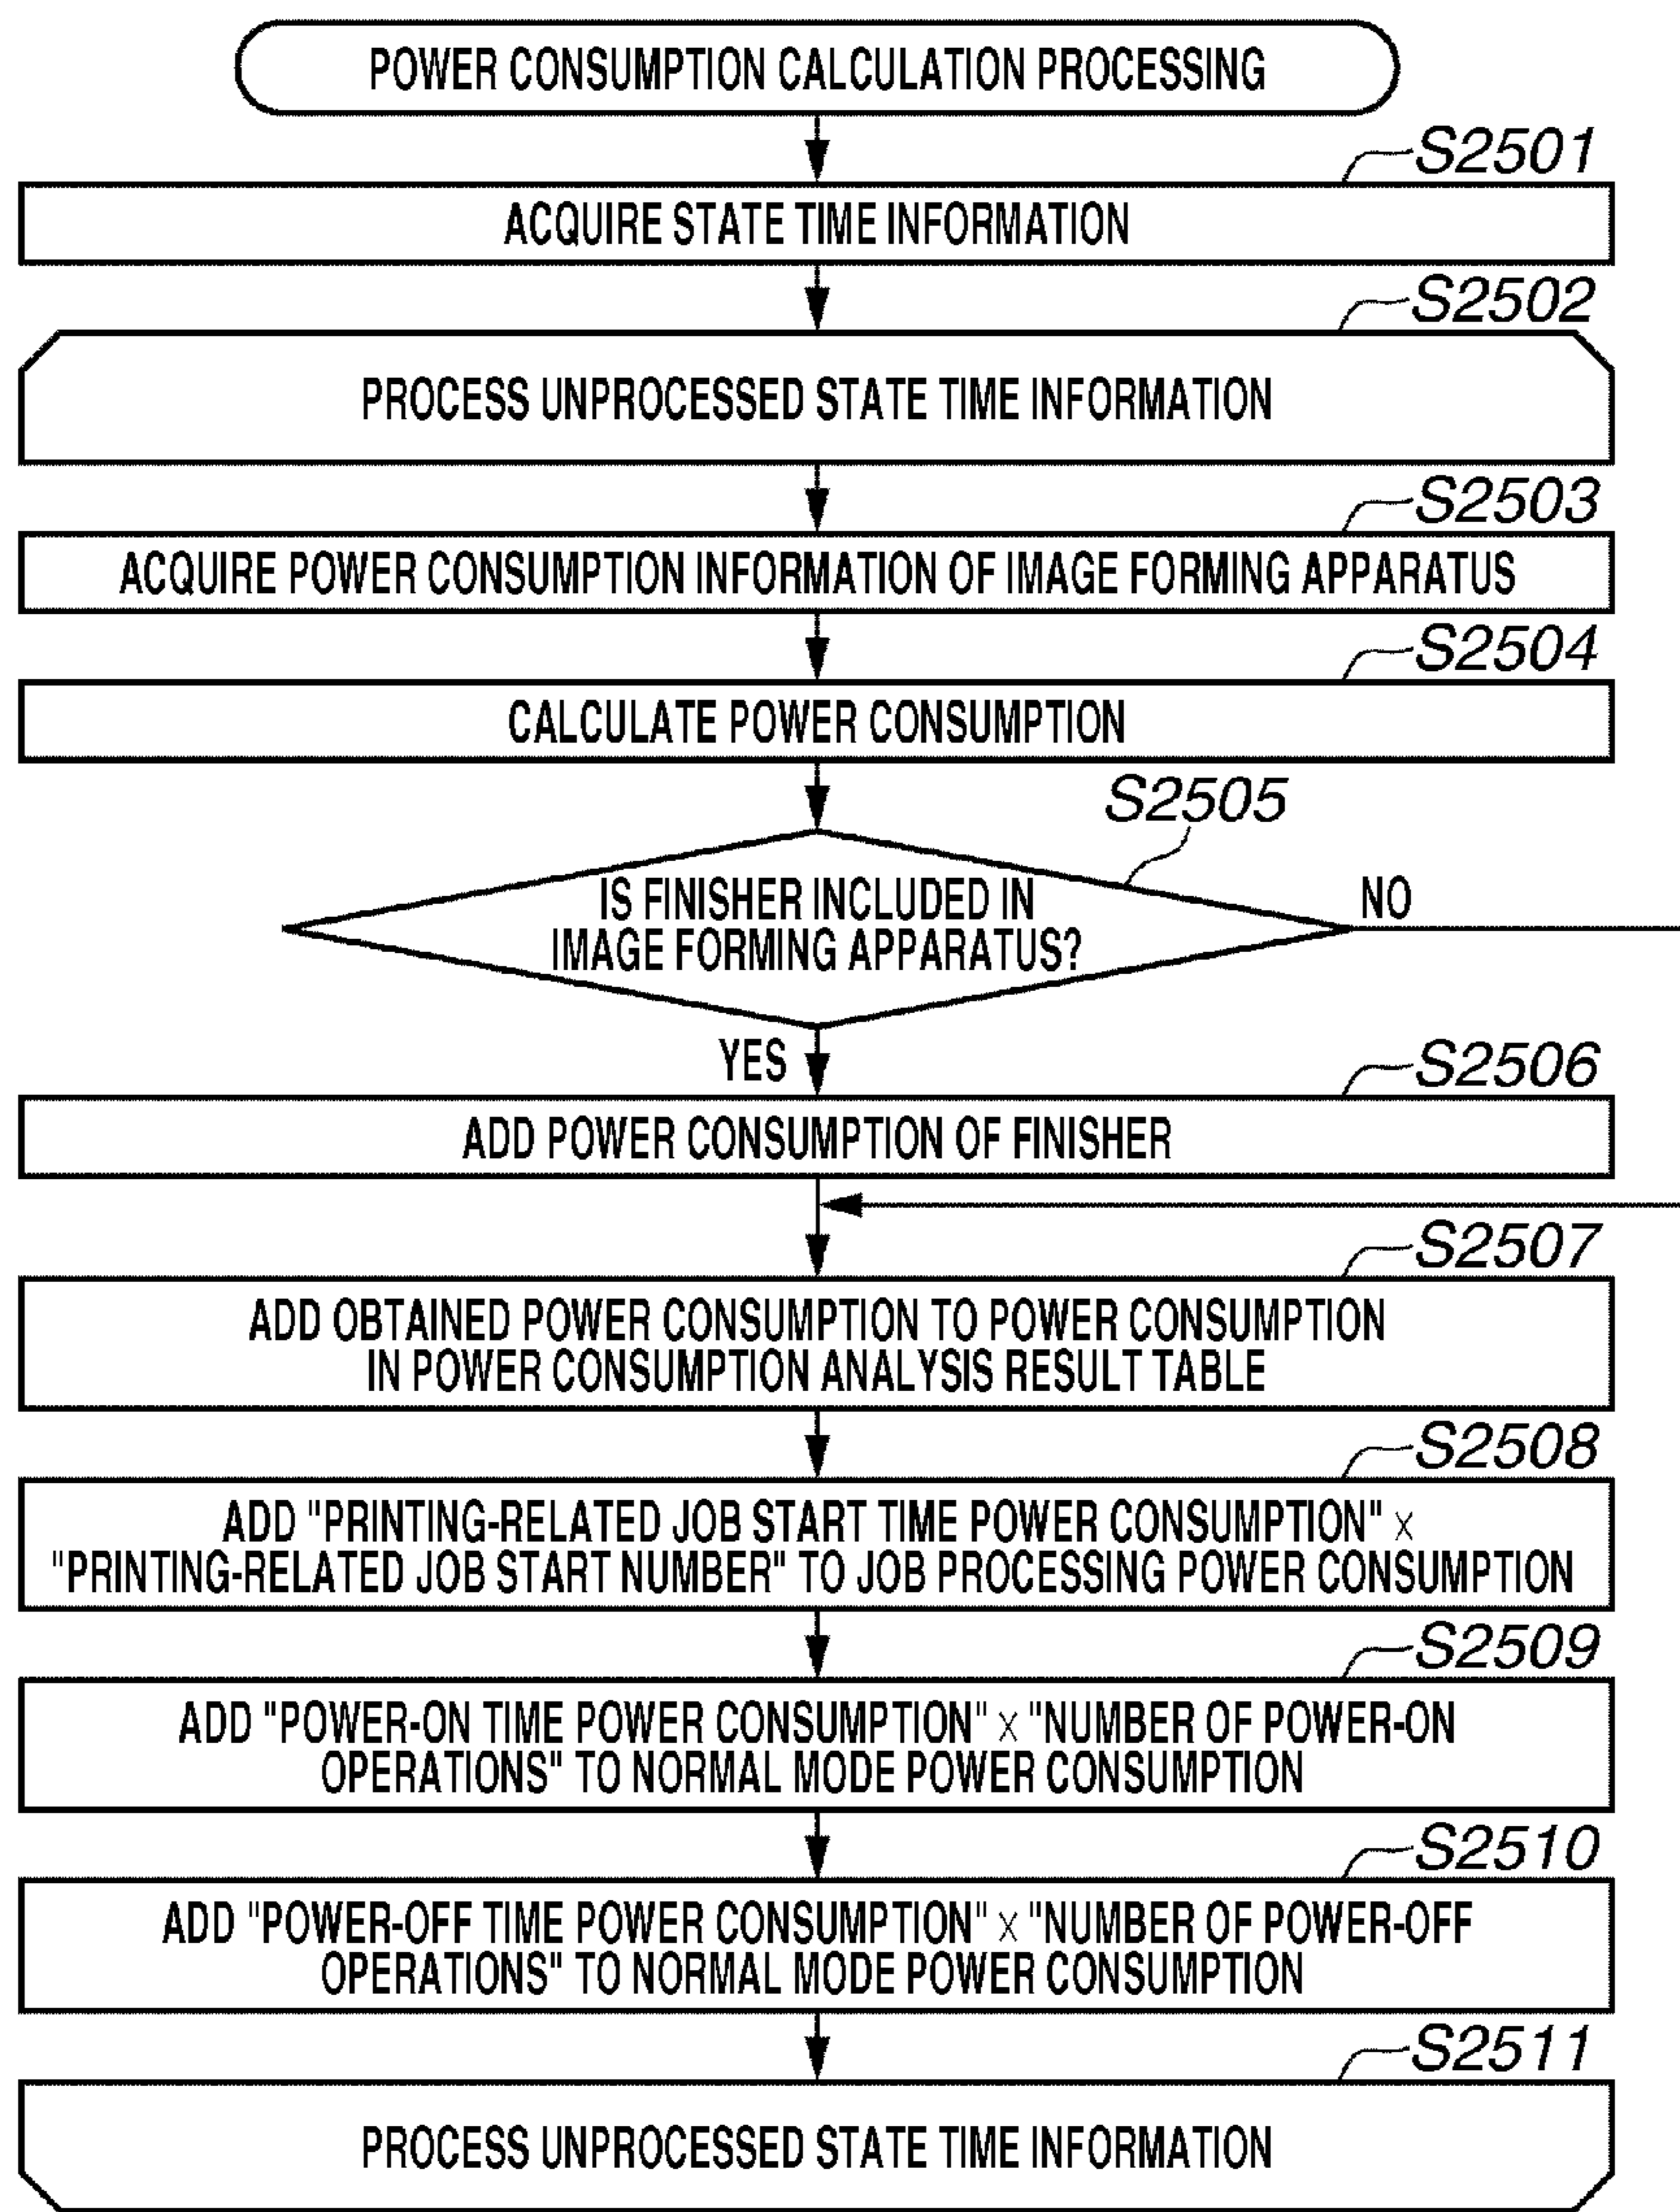 POWER CONSUMPTION CALCULATION PROCESSING
S2501
ACQUIRE STATE TIME INFORMATION
S2502
PROCESS UNPROCESSED STATE TIME INFORMATION
S2503
ACQUIRE POWER CONSUMPTION INFORMATION OF IMAGE FORMING APPARATUS
S2504
CALCULATE POWER CONSUMPTION
S2505
IS FINISHER INCLUDED IN
IMAGE FORMING APPARATUS?
NO
YES
S2506
ADD POWER CONSUMPTION OF FINISHER
S2507
ADD OBTAINED POWER CONSUMPTION TO POWER CONSUMPTION
IN POWER CONSUMPTION ANALYSIS RESULT TABLE
S2508
ADD "PRINTING-RELATED JOB START TIME POWER CONSUMPTION" ×
"PRINTING-RELATED JOB START NUMBER" TO JOB PROCESSING POWER CONSUMPTION
S2509
ADD "POWER-ON TIME POWER CONSUMPTION" × "NUMBER OF POWER-ON
OPERATIONS" TO NORMAL MODE POWER CONSUMPTION
S2510
ADD "POWER-OFF TIME POWER CONSUMPTION" × "NUMBER OF POWER-OFF
OPERATIONS" TO NORMAL MODE POWER CONSUMPTION
S2511
PROCESS UNPROCESSED STATE TIME INFORMATION